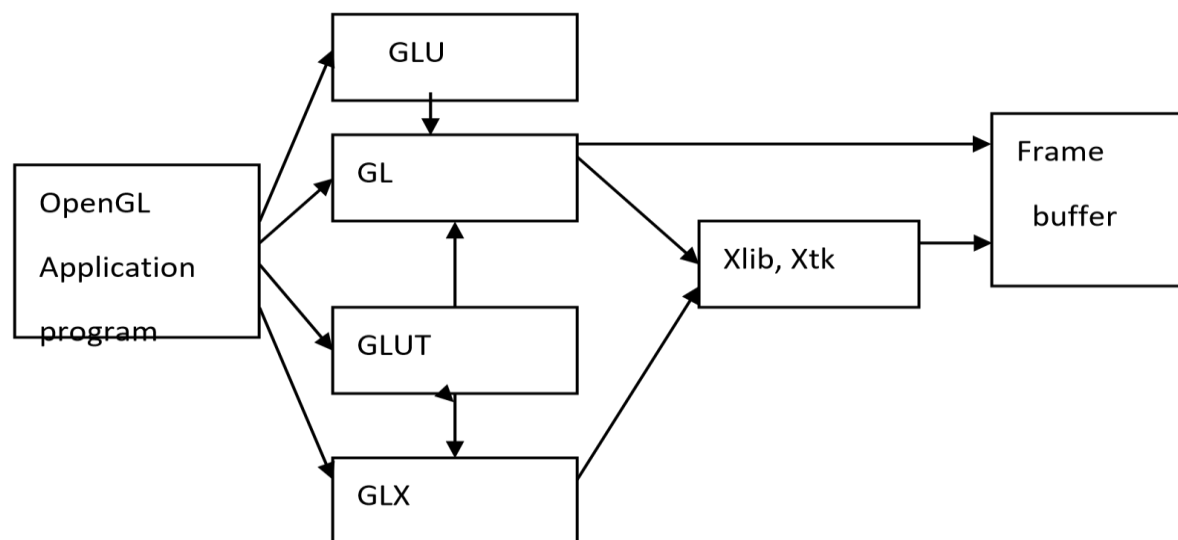 GLU
GL
OpenGL
Application
program
GLUT
GLX
Xlib, Xtk
Frame
buffer